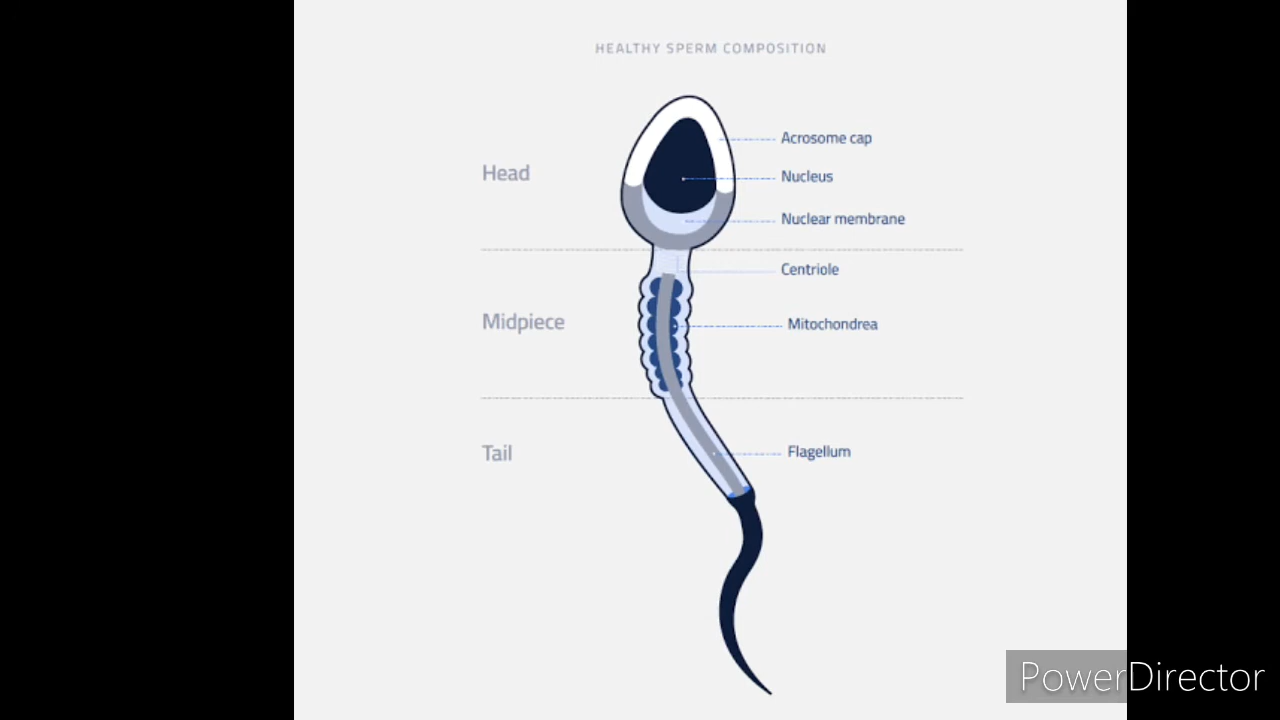 HEALTHY SPERM COMPOSITION
Acrosome cap
Head
Nucleus
Nuclear membrane
Centriole
Midpiece
Mitochondrea
Tail
Flagellum
PowerDirector